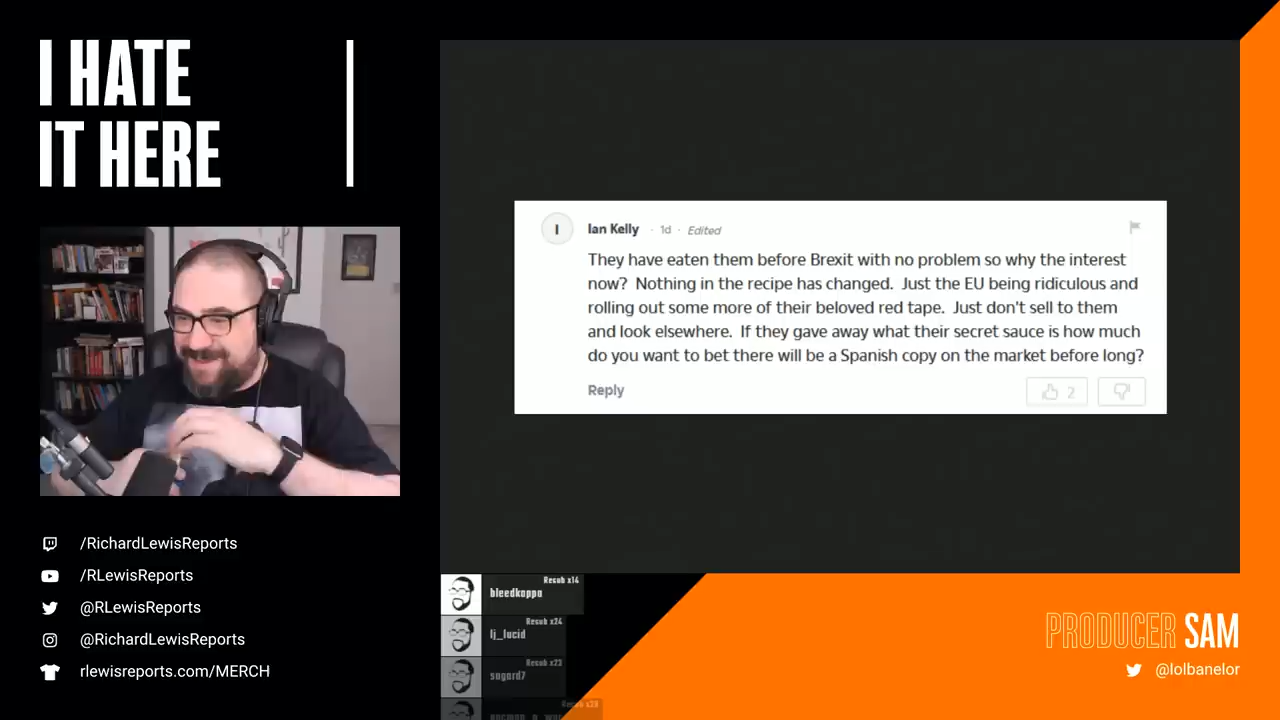 I HATE
IT HERE
I
Ian Kelly · 1d · Edited
They have eaten them before Brexit with no problem so why the interest
now? Nothing in the recipe has changed. Just the EU being ridiculous and
rolling out some more of their beloved red tape. Just don't sell to them
and look elsewhere. If they gave away what their secret sauce is how much
do you want to bet there will be a Spanish copy on the market before long?
Reply
2
/RichardLewisReports
/RLewisReports
@RLewisReports
@RichardLewisReports
rlewisreports.com/MERCH
Resub x14
bleedkappa
Resub x24
lj_lucid
Resub x23
sagard7
PRODUCER SAM
@lolbanelor